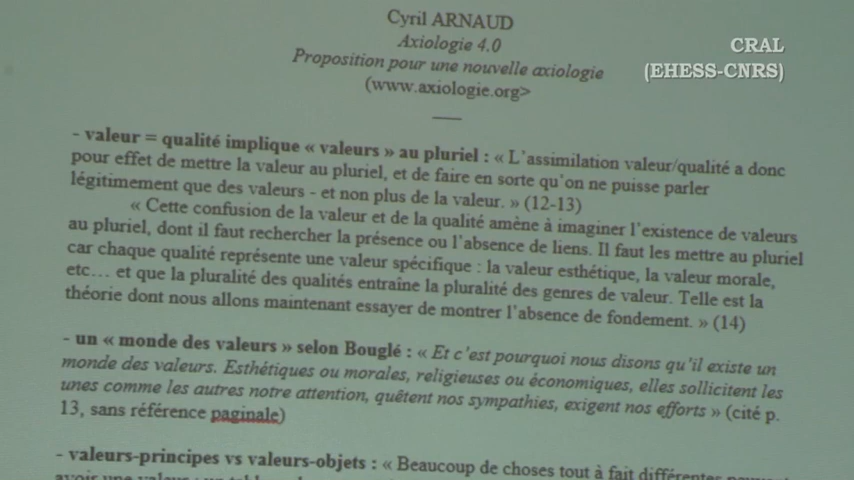 Cyril ARNAUD
Axiologie 4.0
Proposition pour une nouvelle axiologie
(www.axiologie.org>
CRAL
(EHESS-CNRS)
- valeur = qualité implique « valeurs » au pluriel : « L'assimilation valeur/qualité a donc
pour effet de mettre la valeur au pluriel, et de faire en sorte qu'on ne puisse parler
légitimement que des valeurs - et non plus de la valeur. » (12-13)
« Cette confusion de la valeur et de la qualité amène à imaginer l'existence de valeurs
au pluriel, dont il faut rechercher la présence ou l'absence de liens. Il faut les mettre au pluriel
car chaque qualité représente une valeur spécifique : la valeur esthétique, la valeur morale,
etc... et que la pluralité des qualités entraîne la pluralité des genres de valeur. Telle est la
théorie dont nous allons maintenant essayer de montrer l'absence de fondement. » (14)
- un « monde des valeurs » selon Bouglé : « Et c'est pourquoi nous disons qu'il existe un
monde des valeurs. Esthétiques ou morales, religieuses ou économiques, elles sollicitent les
unes comme les autres notre attention, quêtent nos sympathies, exigent nos efforts » (cité p.
13, sans référence paginale)
- valeurs-principes vs valeurs-objets : « Beaucoup de choses tout à fait différentes peuvent
avoir une valeur : un